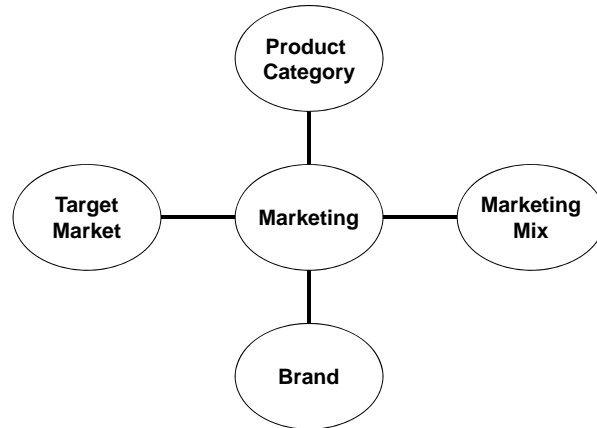 Product
Category
Target
Market
Marketing
Marketing
Mix
Brand